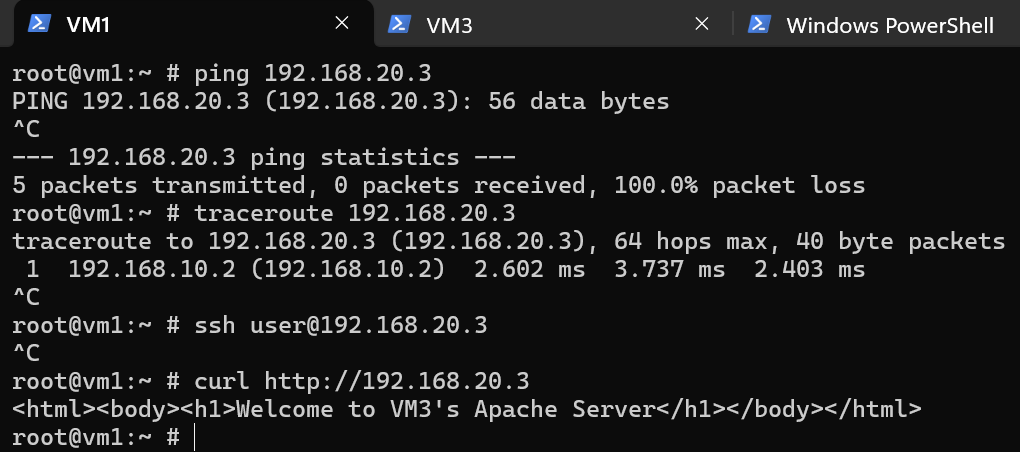 VM1
VM3
Windows PowerShell
root@vm1:~ # ping 192.168.20.3
PING 192.168.20.3 (192.168.20.3): 56 data bytes
^C
--- 192.168.20.3 ping statistics ---
5 packets transmitted, 0 packets received, 100.0% packet loss
root@vm1:~ # traceroute 192.168.20.3
traceroute to 192.168.20.3 (192.168.20.3), 64 hops max, 40 byte packets
 1  192.168.10.2 (192.168.10.2)  2.602 ms  3.737 ms  2.403 ms
^C
root@vm1:~ # ssh user@192.168.20.3
^C
root@vm1:~ # curl http://192.168.20.3
<html><body><h1>Welcome to VM3's Apache Server</h1></body></html>
root@vm1:~ #